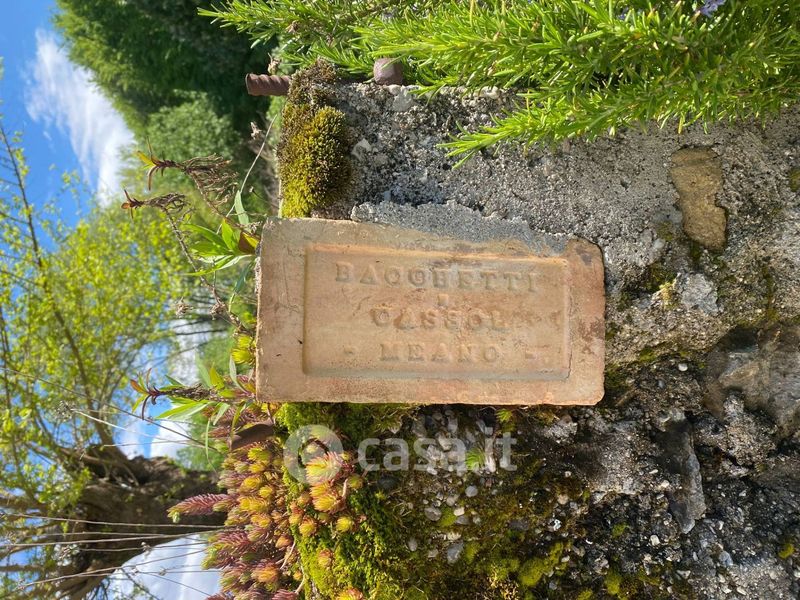 BACCHETTI
E
CASSOL
- MEANO -
casa.it